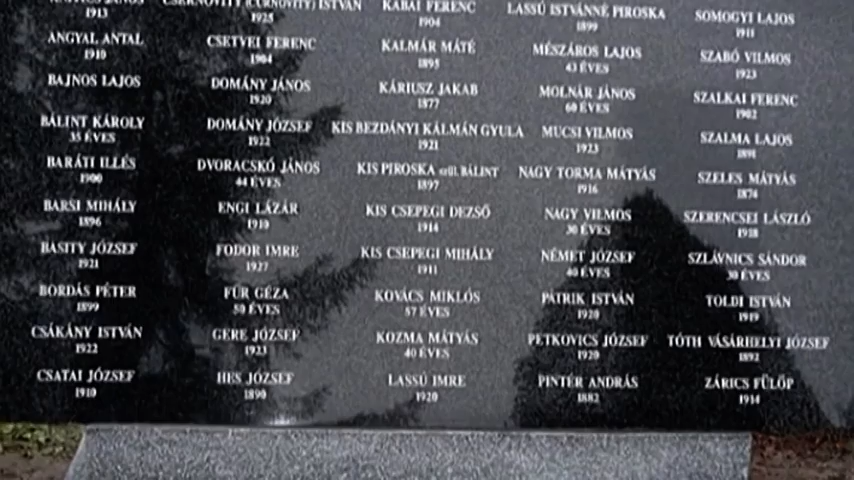 1913
ANGYAL ANTAL
1910
BAJNOS LAJOS
BÁLINT KÁROLY
35 ÉVES
BARÁTI ILLÉS
1900
BARSI MIHÁLY
1896
BASITY JÓZSEF
1921
BORDÁS PÉTER
1899
CSÁKÁNY ISTVÁN
1922
CSATAI JÓZSEF
1910
ISTVÁN
1925
CSETVEI FERENC
1904
DOMÁNY JÁNOS
1920
DOMÁNY JÓZSEF
1922
DVORACSKÓ JÁNOS
44 ÉVES
ENGI LÁZÁR
1910
FODOR IMRE
1927
FÜR GÉZA
50 ÉVES
GERE JÓZSEF
1923
HES JÓZSEF
1890
KABAI FERENC
1904
KALMÁR MÁTÉ
1895
KÁRIUSZ JAKAB
1877
KIS BEZDÁNYI KÁLMÁN GYULA
1921
KIS PIROSKA szül. BÁLINT
1897
KIS CSEPEGI DEZSŐ
1914
KIS CSEPEGI MIHÁLY
1911
KOVÁCS MIKLÓS
57 ÉVES
KOZMA MÁTYÁS
40 ÉVES
LASSÚ IMRE
1920
LASSÚ ISTVÁNNÉ PIROSKA
1899
MÉSZÁROS LAJOS
43 ÉVES
MOLNÁR JÁNOS
60 ÉVES
MUCSI VILMOS
1923
NAGY TORMA MÁTYÁS
1916
NAGY VILMOS
30 ÉVES
NÉMET JÓZSEF
40 ÉVES
PATRIK ISTVÁN
1920
PETKOVICS JÓZSEF
1920
PINTÉR ANDRÁS
1882
SOMOGYI LAJOS
1911
SZABÓ VILMOS
1923
SZALKAI FERENC
1902
SZALMA LAJOS
1891
SZELES MÁTYÁS
1874
SZERENCSEI LÁSZLÓ
1918
SZLÁVNICS SÁNDOR
30 ÉVES
TOLDI ISTVÁN
1919
TÓTH VÁSÁRHELYI JÓZSEF
1892
ZÁRICS FÜLÖP
1914